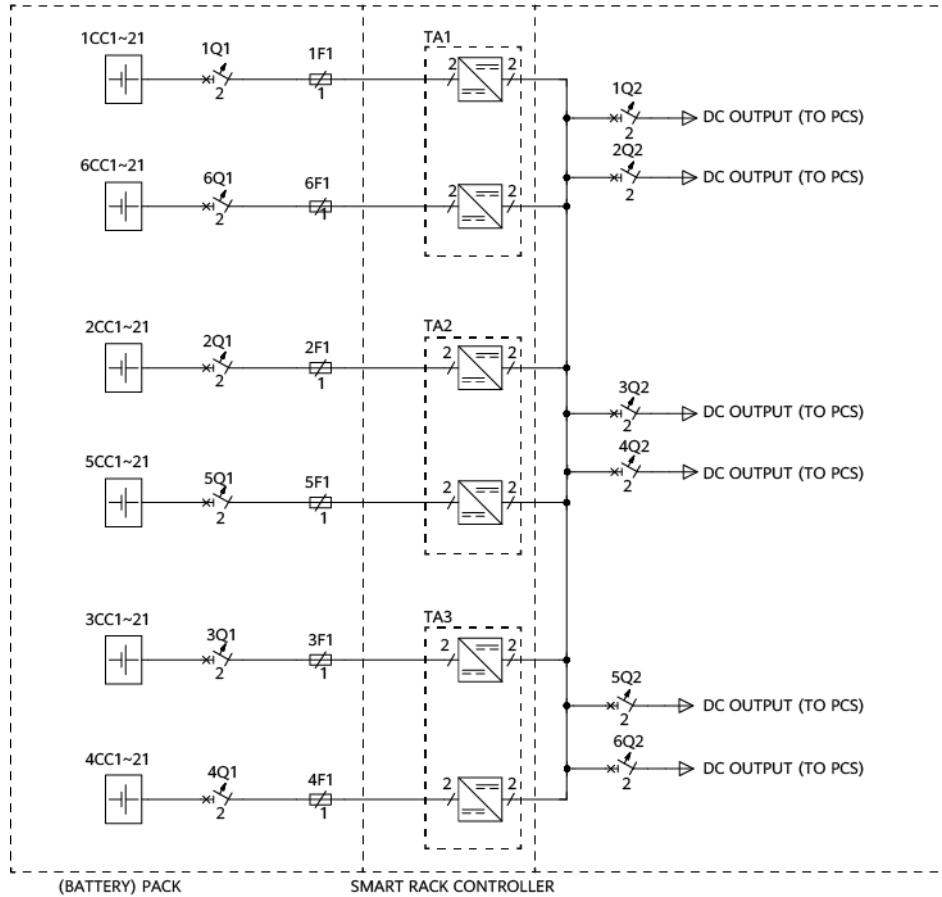 1CC1~21
1Q1
2
1F1
1
TA1
2
2
1Q2
2
DC OUTPUT (TO PCS)
2Q2
2
DC OUTPUT (TO PCS)
6CC1~21
6Q1
2
6F1
1
2
2
2CC1~21
2Q1
2
2F1
1
TA2
2
2
3Q2
2
DC OUTPUT (TO PCS)
4Q2
2
DC OUTPUT (TO PCS)
5CC1~21
5Q1
2
5F1
1
2
2
3CC1~21
3Q1
2
3F1
1
TA3
2
2
5Q2
2
DC OUTPUT (TO PCS)
6Q2
2
DC OUTPUT (TO PCS)
4CC1~21
4Q1
2
4F1
1
2
2
(BATTERY) PACK
SMART RACK CONTROLLER